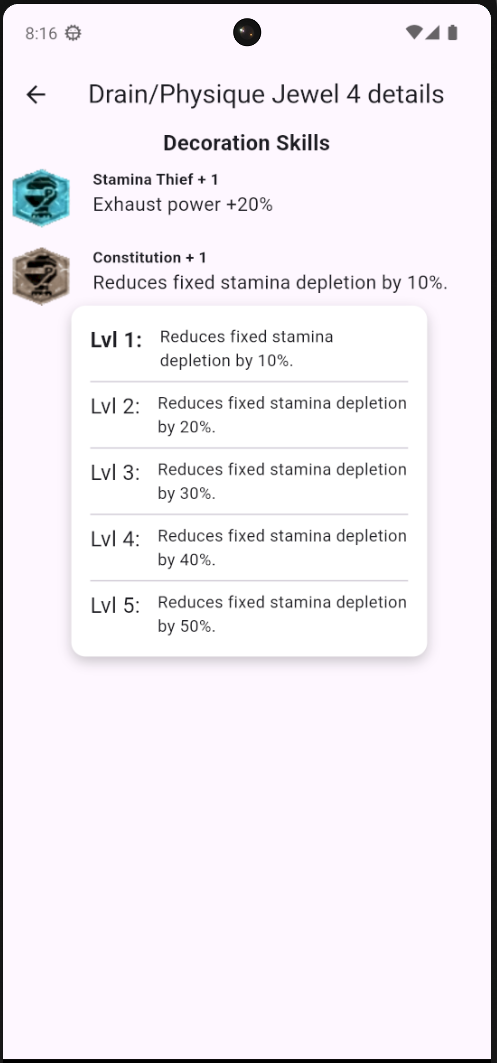 8:16
Drain/Physique Jewel 4 details
Decoration Skills
Stamina Thief + 1
Exhaust power +20%
Constitution + 1
Reduces fixed stamina depletion by 10%.
Lvl 1: Reduces fixed stamina
depletion by 10%.
Lvl 2: Reduces fixed stamina depletion
by 20%.
Lvl 3: Reduces fixed stamina depletion
by 30%.
Lvl 4: Reduces fixed stamina depletion
by 40%.
Lvl 5: Reduces fixed stamina depletion
by 50%.